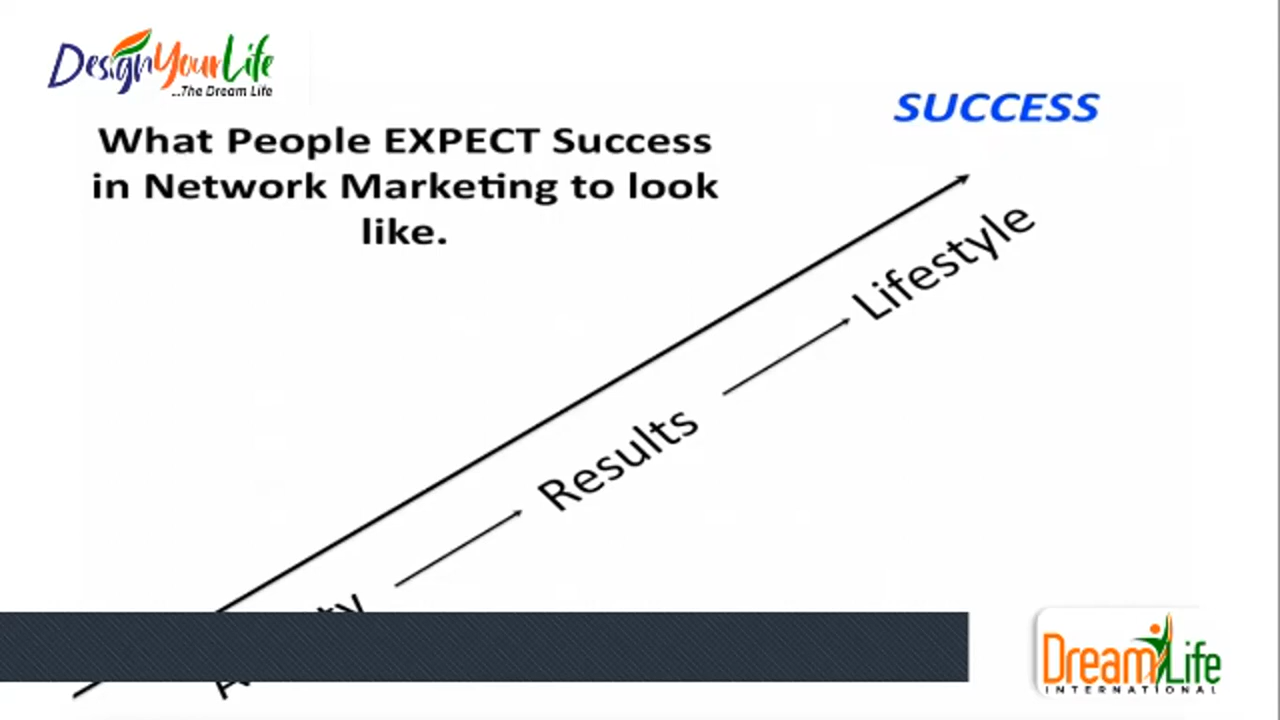 DesignYourLife
...The Dream Life
SUCCESS
What People EXPECT Success
in Network Marketing to look
like.
Lifestyle
Results
DreamLife
INTERNATIONAL